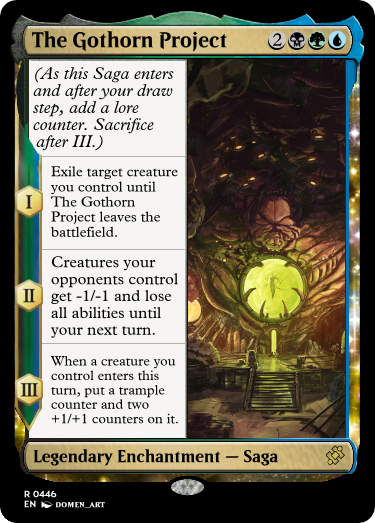 The Gothorn Project 2
(As this Saga enters
and after your draw
step, add a lore
counter. Sacrifice
after III.)
I
Exile target creature
you control until
The Gothorn
Project leaves the
battlefield.
II
Creatures your
opponents control
get -1/-1 and lose
all abilities until
your next turn.
III
When a creature you
control enters this
turn, put a trample
counter and two
+1/+1 counters on it.
Legendary Enchantment — Saga
R 0446
EN DOMEN_ART